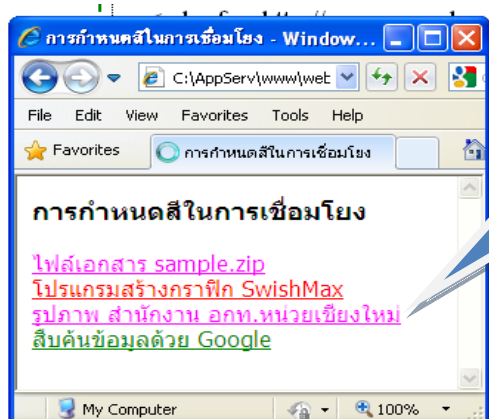 การกำหนดสีในการเชื่อมโยง - Window...
C:\AppServ\www\wet
File Edit View Favorites Tools Help
Favorites การกำหนดสีในการเชื่อมโยง
การกำหนดสีในการเชื่อมโยง
ไฟล์เอกสาร sample.zip
โปรแกรมสร้างกราฟิก SwishMax
รูปภาพ สำนักงาน อกท.หน่วยเชียงใหม่
สืบค้นข้อมูลด้วย Google
My Computer 100%